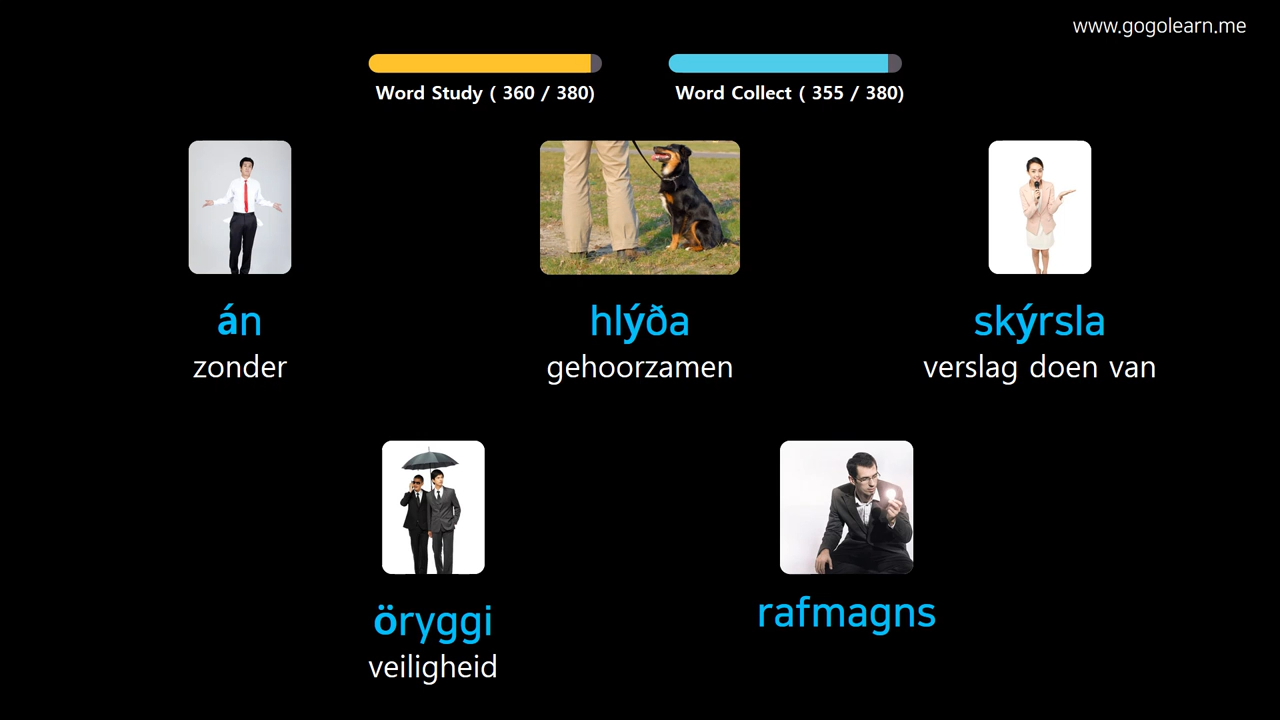 www.gogolearn.me
Word Study ( 360 / 380)
Word Collect ( 355 / 380)
án
zonder
hlýða
gehoorzamen
skýrsla
verslag doen van
öryggi
veiligheid
rafmagns